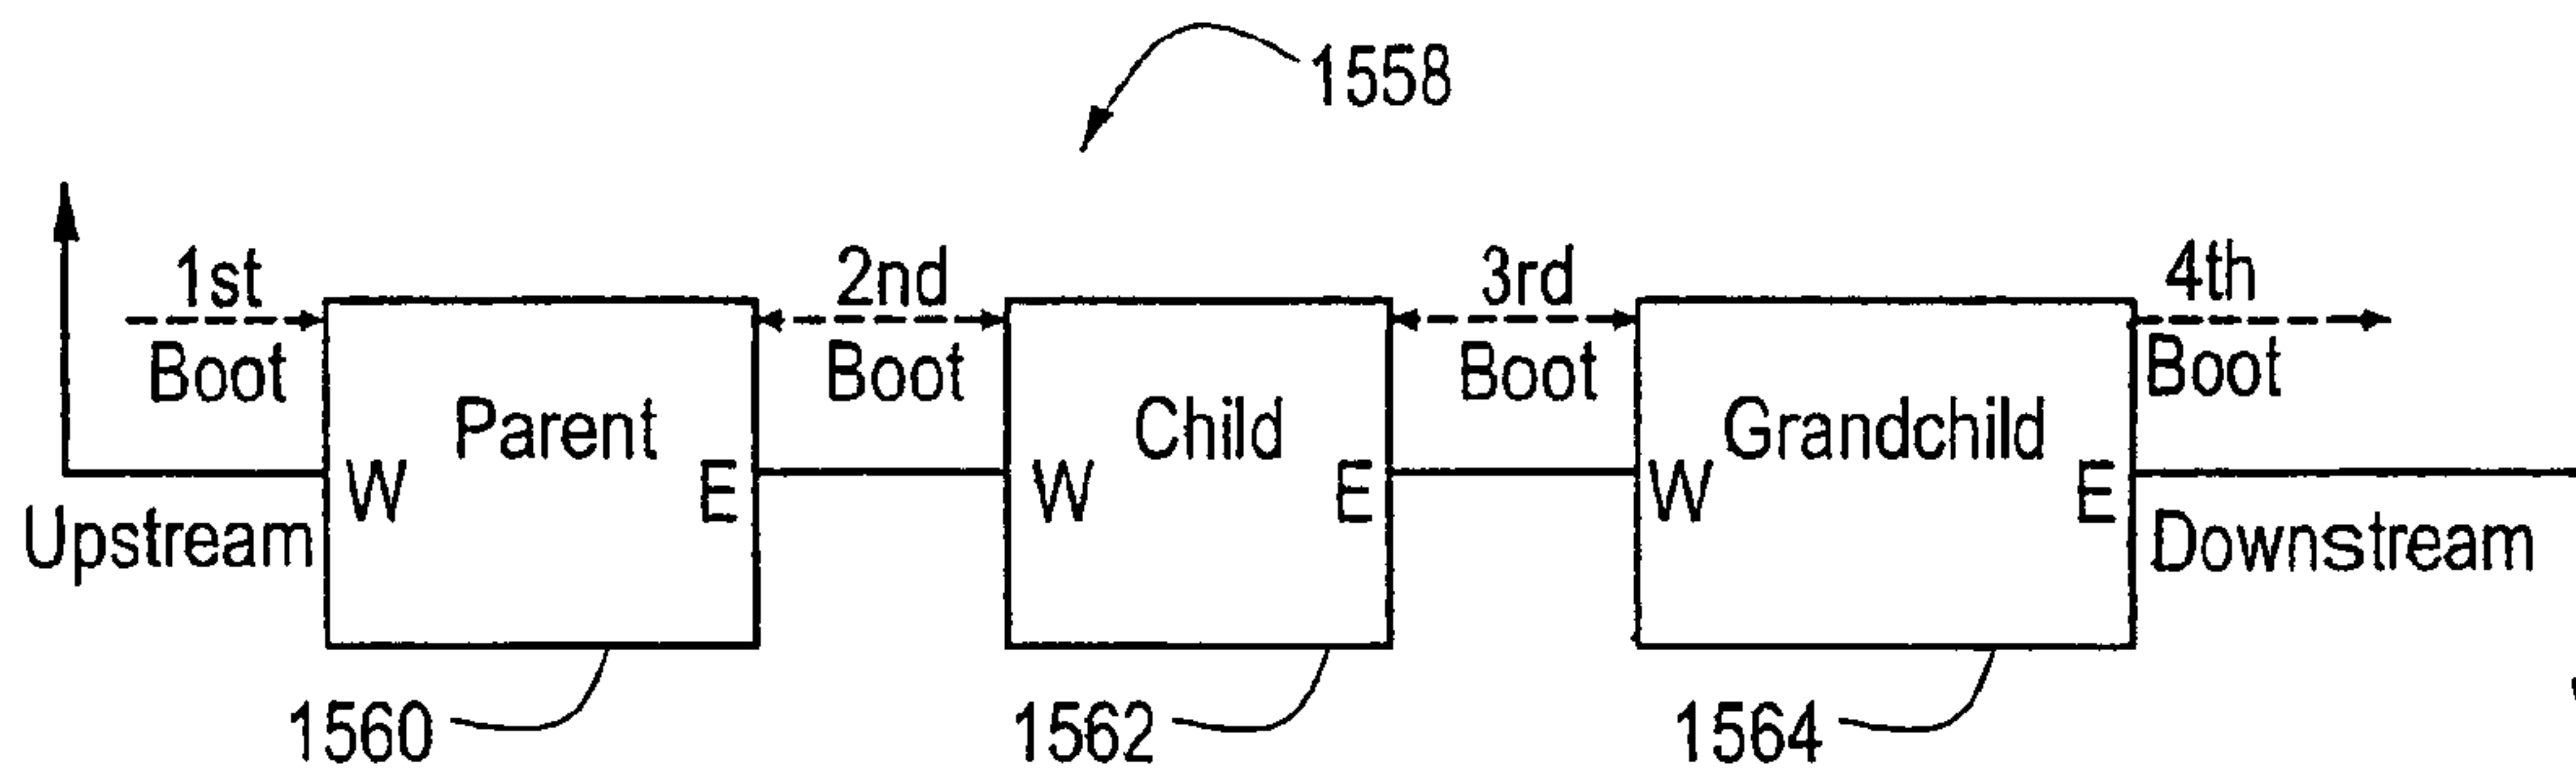 1558
1st
Boot
2nd
Boot
3rd
Boot
4th
Boot
Parent
Child
Grandchild
W
E
W
E
W
E
Upstream
Downstream
1560
1562
1564